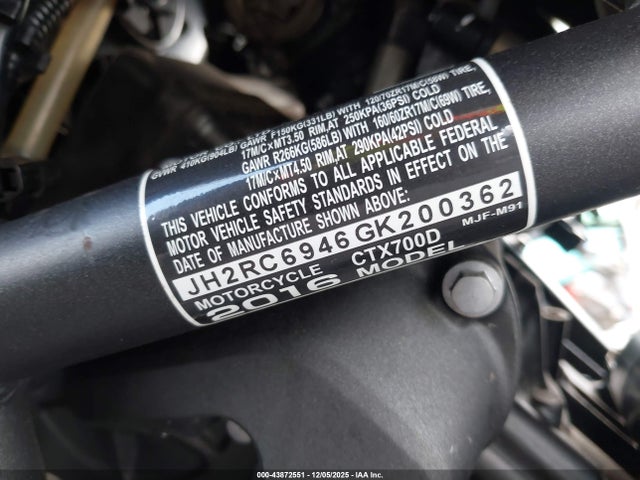 GVWR 410KG(904LB) GAWR F150KG(331LB) WITH 120/70ZR17M/C(58W) TIRE,
17M/C×MT3.50 RIM, AT 250KPA(36PSI) COLD
GAWR R266KG(586LB) WITH 160/60ZR17M/C(69W) TIRE,
17M/C×MT4.50 RIM, AT 290KPA(42PSI) COLD
THIS VEHICLE CONFORMS TO ALL APPLICABLE FEDERAL
MOTOR VEHICLE SAFETY STANDARDS IN EFFECT ON THE
DATE OF MANUFACTURE SHOWN ABOVE:
JH2RC6946GK200362
MOTORCYCLE CTX700D MJF-M91
2016 MODEL
000-43872551 - 12/05/2025 - IAA Inc.